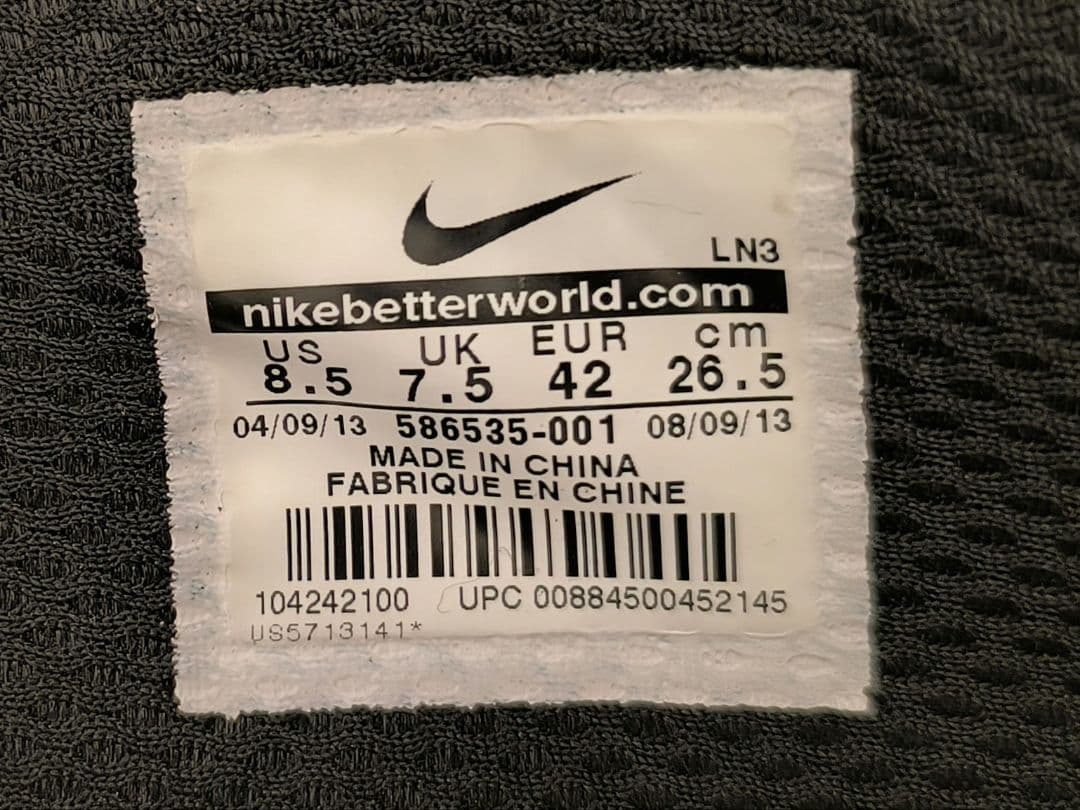 LN3
nikebetterworld.com
US UK EUR cm
8.5 7.5 42 26.5
04/09/13 586535-001 08/09/13
MADE IN CHINA
FABRIQUE EN CHINE
104242100 UPC 00884500452145
US5713141*